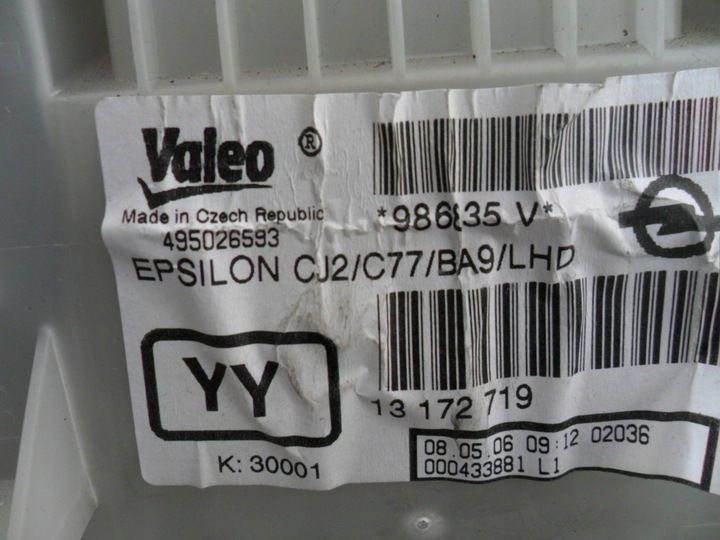 Valeo ®
Made in Czech Republic
495026593
*986835 V*
EPSILON CJ2/C77/BA9/LHD
YY
13 172 719
K: 30001
08.05.06 09:12 02036
000433881 L1